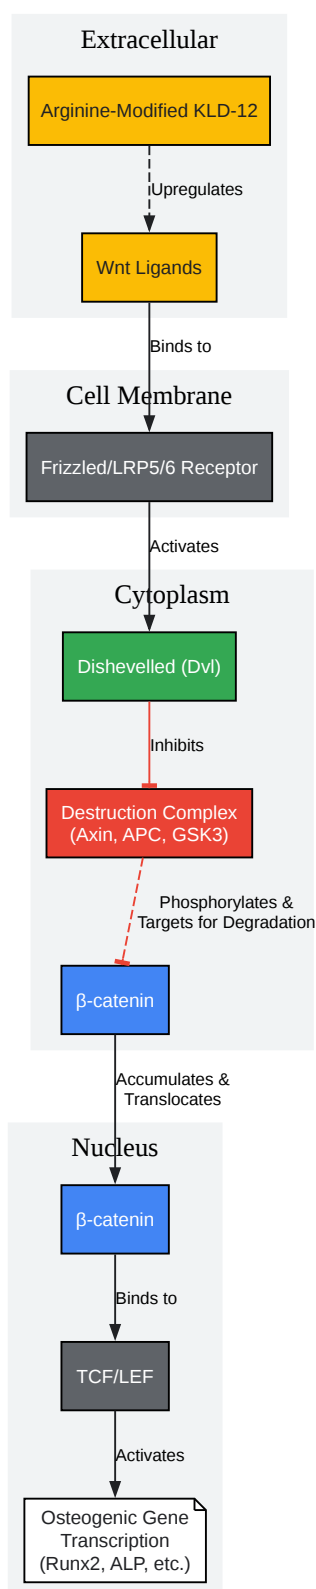 Extracellular
Arginine-Modified KLD-12
Upregulates
Wnt Ligands
Binds to
Cell Membrane
Frizzled/LRP5/6 Receptor
Activates
Cytoplasm
Dishevelled (Dvl)
Inhibits
Destruction Complex
(Axin, APC, GSK3)
Phosphorylates &
Targets for Degradation
β-catenin
Accumulates &
Translocates
Nucleus
β-catenin
Binds to
TCF/LEF
Activates
Osteogenic Gene
Transcription
(Runx2, ALP, etc.)